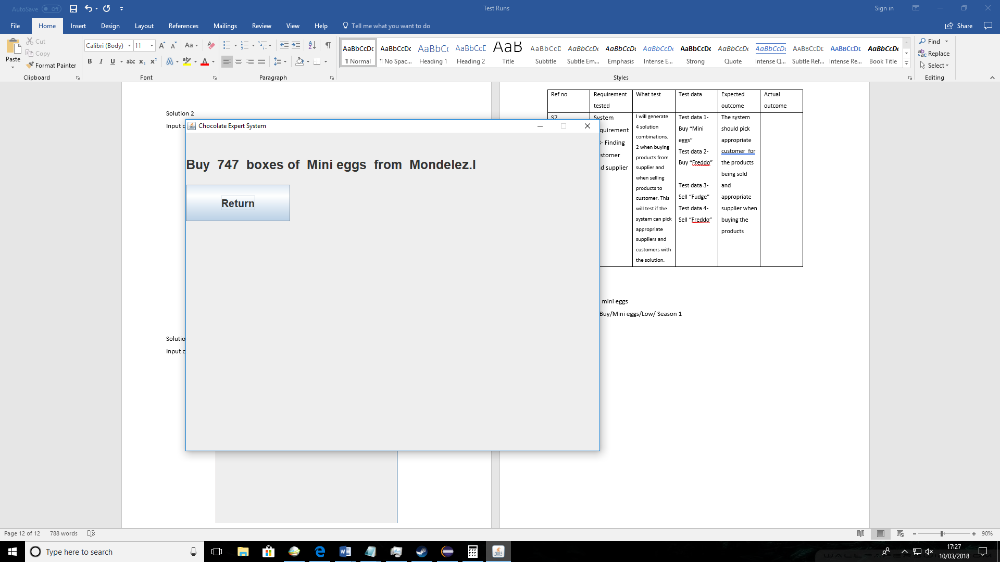 AutoSave Off
Test Runs
Sign in
File Home Insert Design Layout References Mailings Review View Help Tell me what you want to do
Share
Paste
Cut
Copy
Format Painter
Clipboard
Calibri (Body) 11
Font
Paragraph
AaBbCcDc AaBbCcDc AaBbC( AaBbCcD AaB AaBbCcD AaBbCcDc AaBbCcDc AaBbCcDc AaBbCcDc AaBbCcDc AaBbCcDc AABBCCDE AABBCCDE AaBbCcDc
¶ Normal ¶ No Spac... Heading 1 Heading 2 Title Subtitle Subtle Em... Emphasis Intense E... Strong Quote Intense Q... Subtle Ref... Intense Re... Book Title
Styles
Find
Replace
Select
Editing
Solution 2
Input c
Solutio
Input c
Chocolate Expert System
Buy 747 boxes of Mini eggs from Mondelez.I
Return
Ref no
S7
Requirement
tested
System
quirement
- Finding
stomer
d supplier
What test
I will generate
4 solution
combinations.
2 when buying
products from
supplier and
when selling
products to
customer. This
will test if the
system can pick
appropriate
suppliers and
customers with
the solution.
Test data
Test data 1-
Buy “Mini
eggs”
Test data 2-
Buy “Freddo”
Test data 3-
Sell “Fudge”
Test data 4-
Sell “Freddo”
Expected
outcome
The system
should pick
appropriate
customer for
the products
being sold
and
appropriate
supplier when
buying the
products
Actual
outcome
mini eggs
Buy/Mini eggs/Low/ Season 1
Page 12 of 12 788 words
90%
Type here to search
17:27
10/03/2018